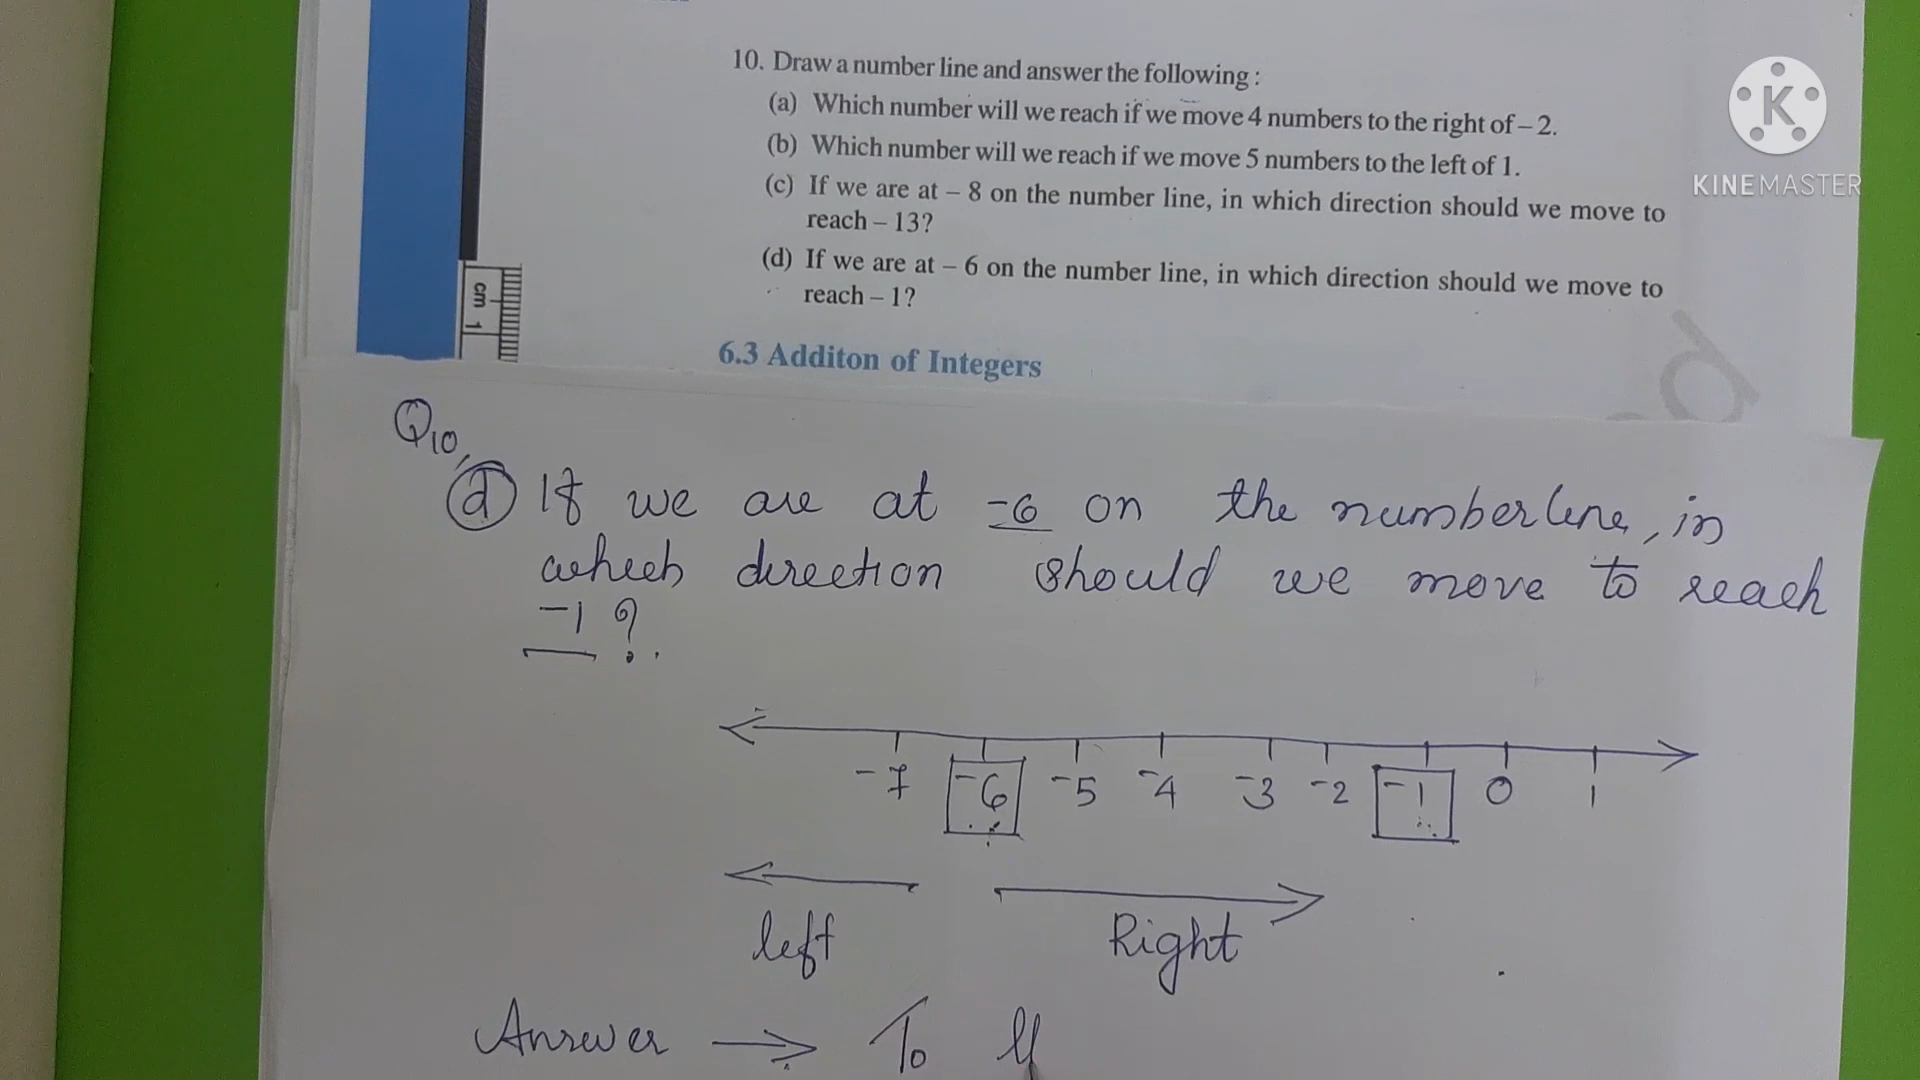 10. Draw a number line and answer the following :
(a) Which number will we reach if we move 4 numbers to the right of – 2.
(b) Which number will we reach if we move 5 numbers to the left of 1.
(c) If we are at – 8 on the number line, in which direction should we move to
reach – 13?
(d) If we are at – 6 on the number line, in which direction should we move to
reach – 1?
K
KINEMASTER
cm 1
6.3 Additon of Integers
d
Q10,
(d) If we are at -6 on the number line, in
which direction should we move to reach
-1 ?
-7 -6 -5 -4 -3 -2 -1 0 1
left Right
Answer → To